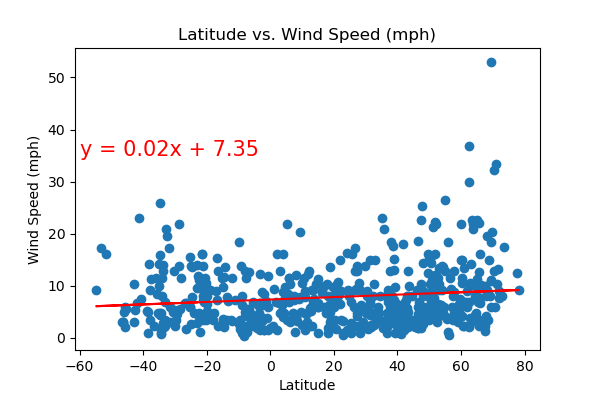 Latitude vs. Wind Speed (mph)
50
40
y = 0.02x + 7.35
30
20
10
0
Wind Speed (mph)
−60 −40 −20 0 20 40 60 80
Latitude